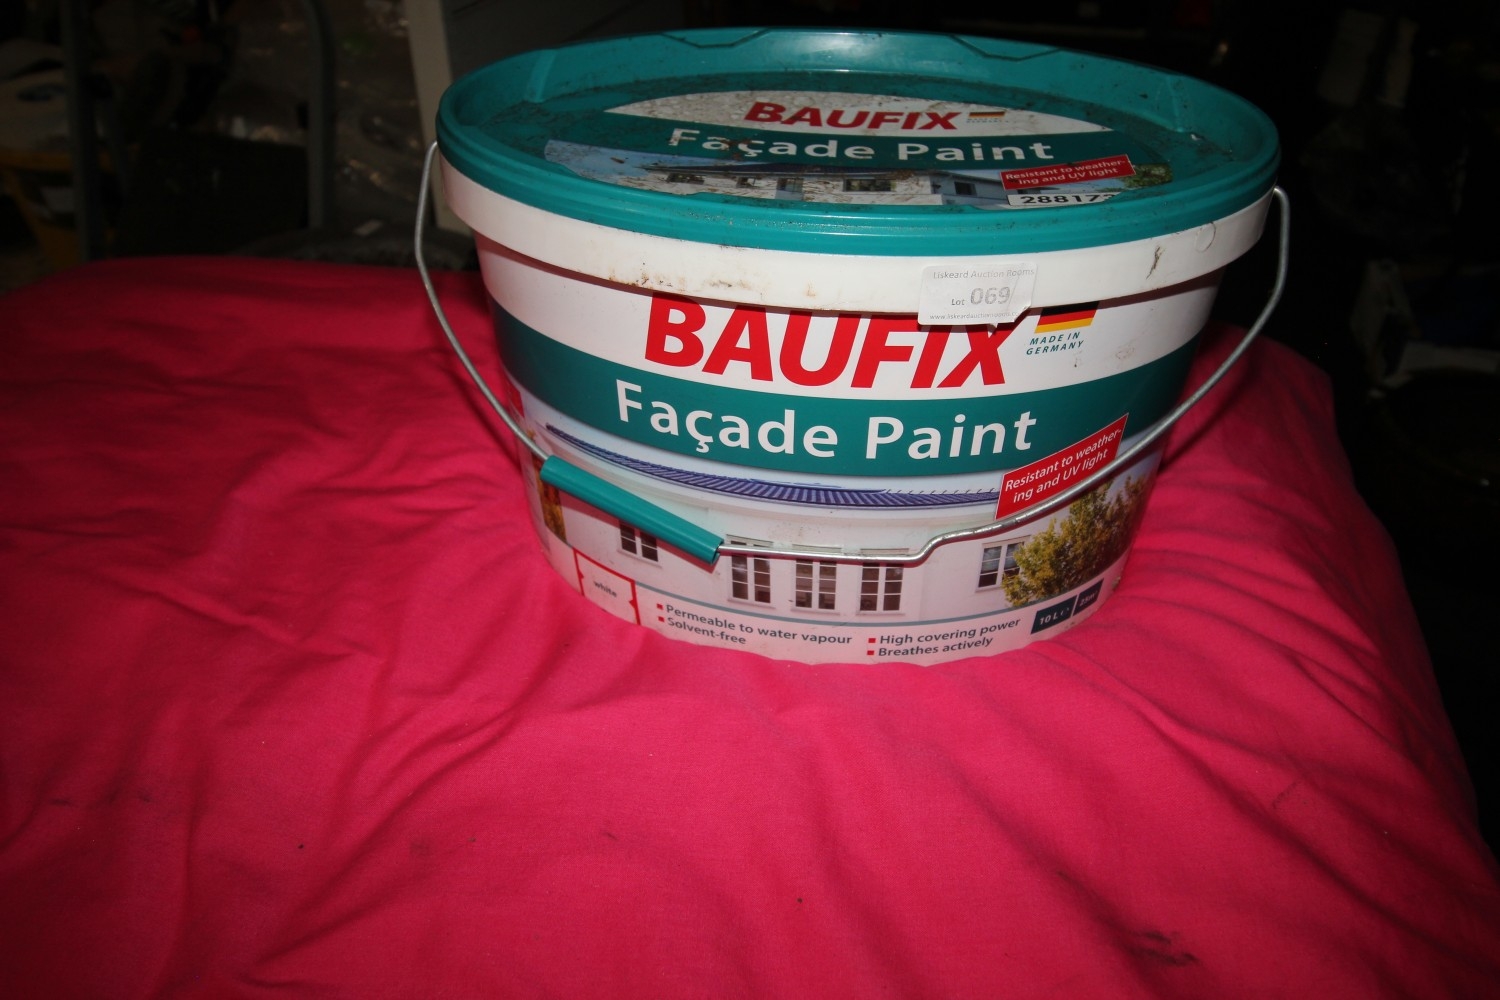 BAUFIX
Façade Paint
Resistant to weather-
ing and UV light
288173
Liskeard Auction Rooms
Lot 069
BAUFIX
MADE IN
GERMANY
Façade Paint
Resistant to weather-
ing and UV light
white
Permeable to water vapour
Solvent-free
High covering power
Breathes actively
10 L